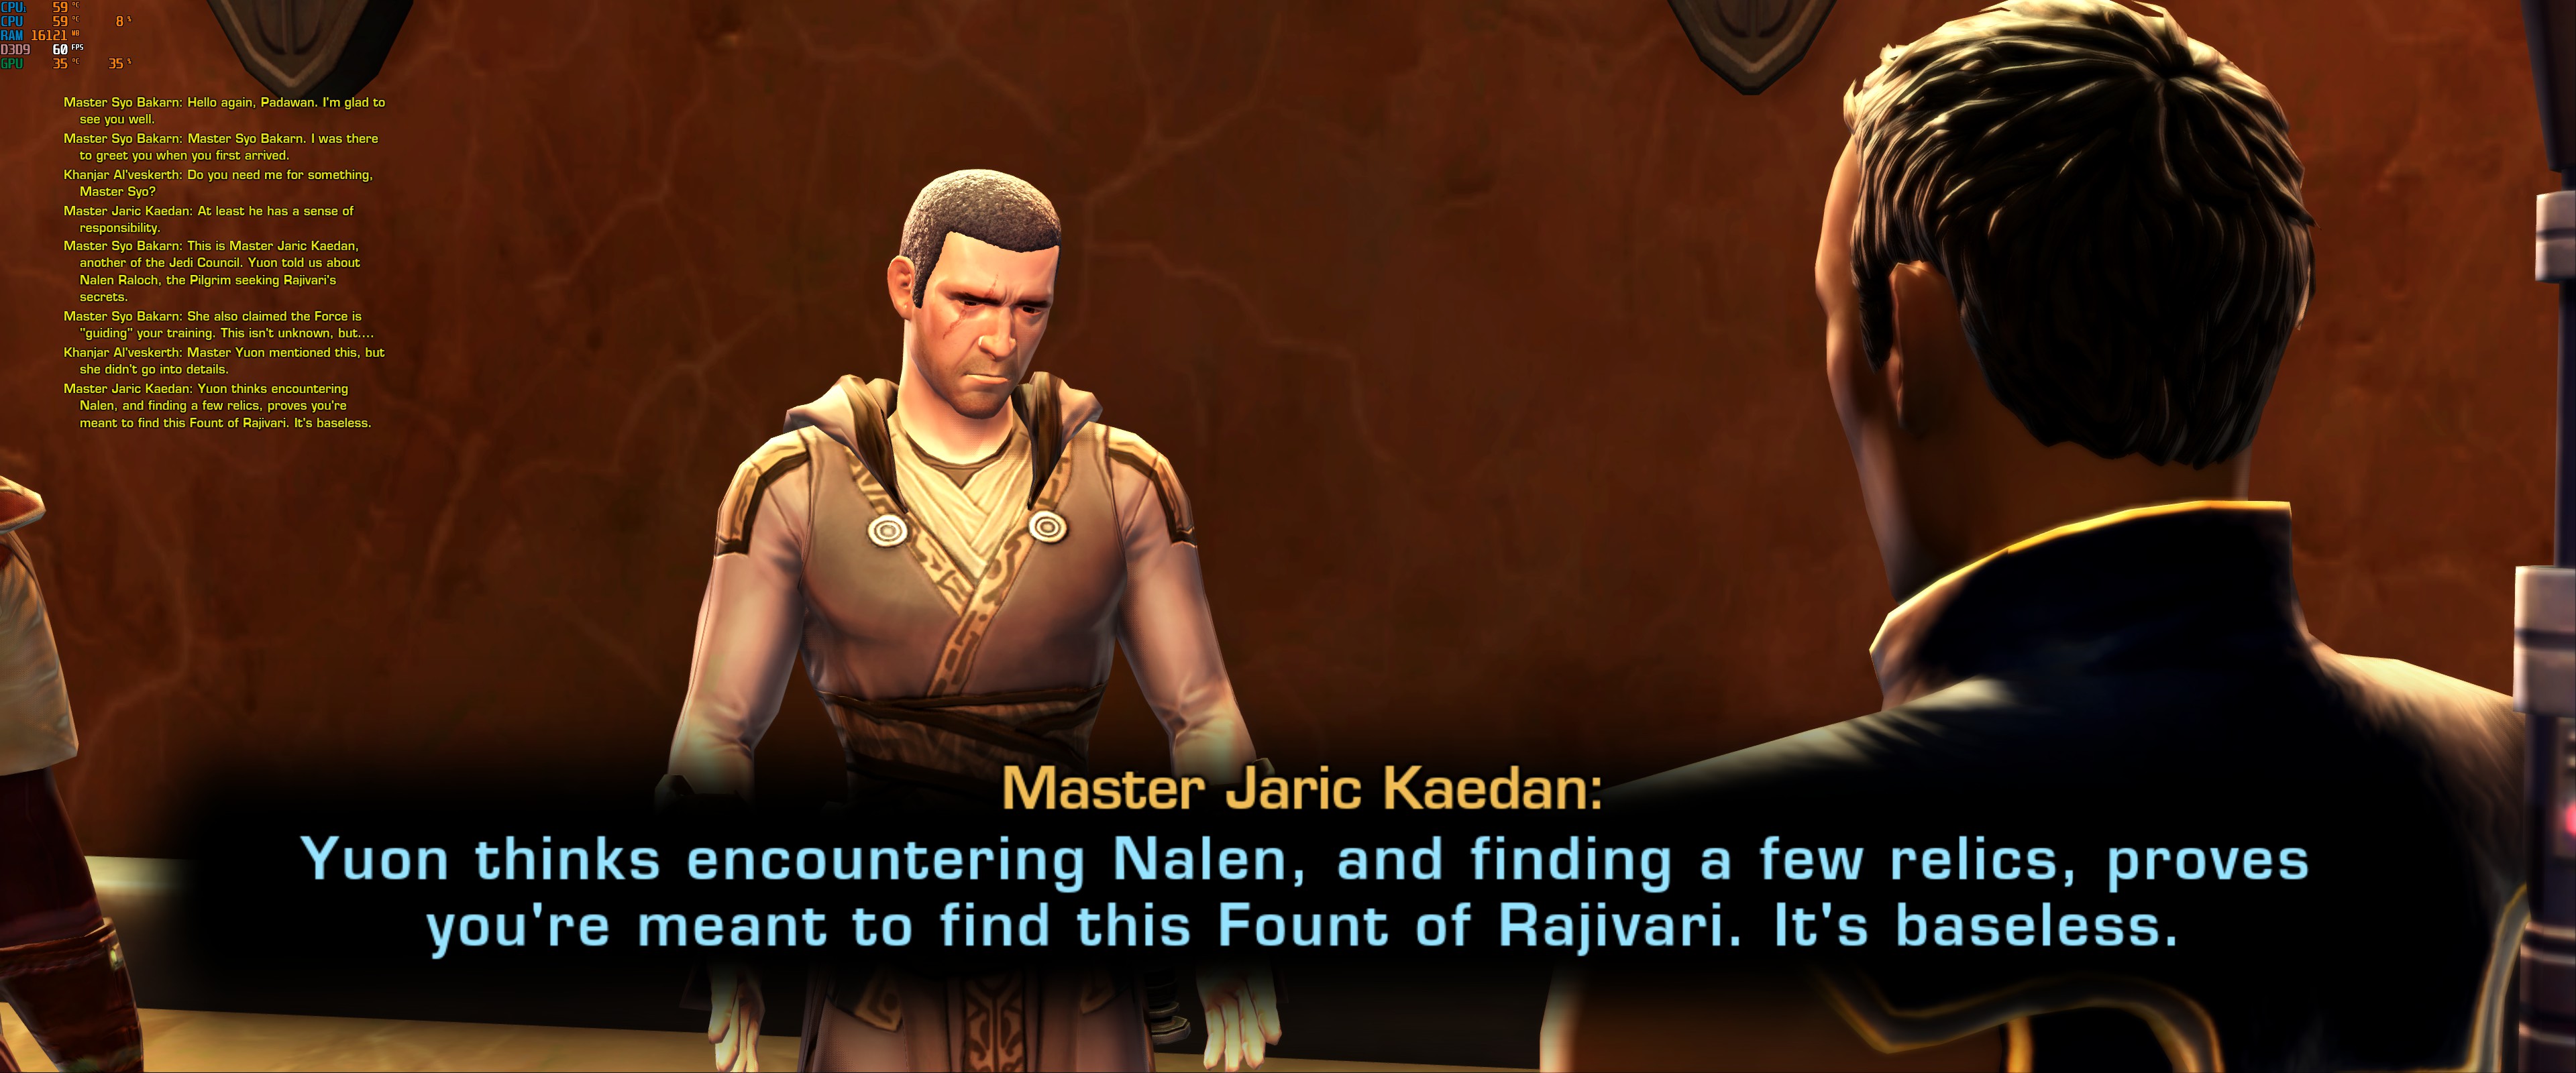 CPU1 59 °C
CPU 59 °C 8 %
RAM 16121 MB
D3D9 60 FPS
GPU 35 °C 35 %
Master Syo Bakarn: Hello again, Padawan. I'm glad to
see you well.
Master Syo Bakarn: Master Syo Bakarn. I was there
to greet you when you first arrived.
Khanjar Al'veskerth: Do you need me for something,
Master Syo?
Master Jaric Kaedan: At least he has a sense of
responsibility.
Master Syo Bakarn: This is Master Jaric Kaedan,
another of the Jedi Council. Yuon told us about
Nalen Raloch, the Pilgrim seeking Rajivari's
secrets.
Master Syo Bakarn: She also claimed the Force is
"guiding" your training. This isn't unknown, but....
Khanjar Al'veskerth: Master Yuon mentioned this, but
she didn't go into details.
Master Jaric Kaedan: Yuon thinks encountering
Nalen, and finding a few relics, proves you're
meant to find this Fount of Rajivari. It's baseless.
Master Jaric Kaedan:
Yuon thinks encountering Nalen, and finding a few relics, proves
you're meant to find this Fount of Rajivari. It's baseless.